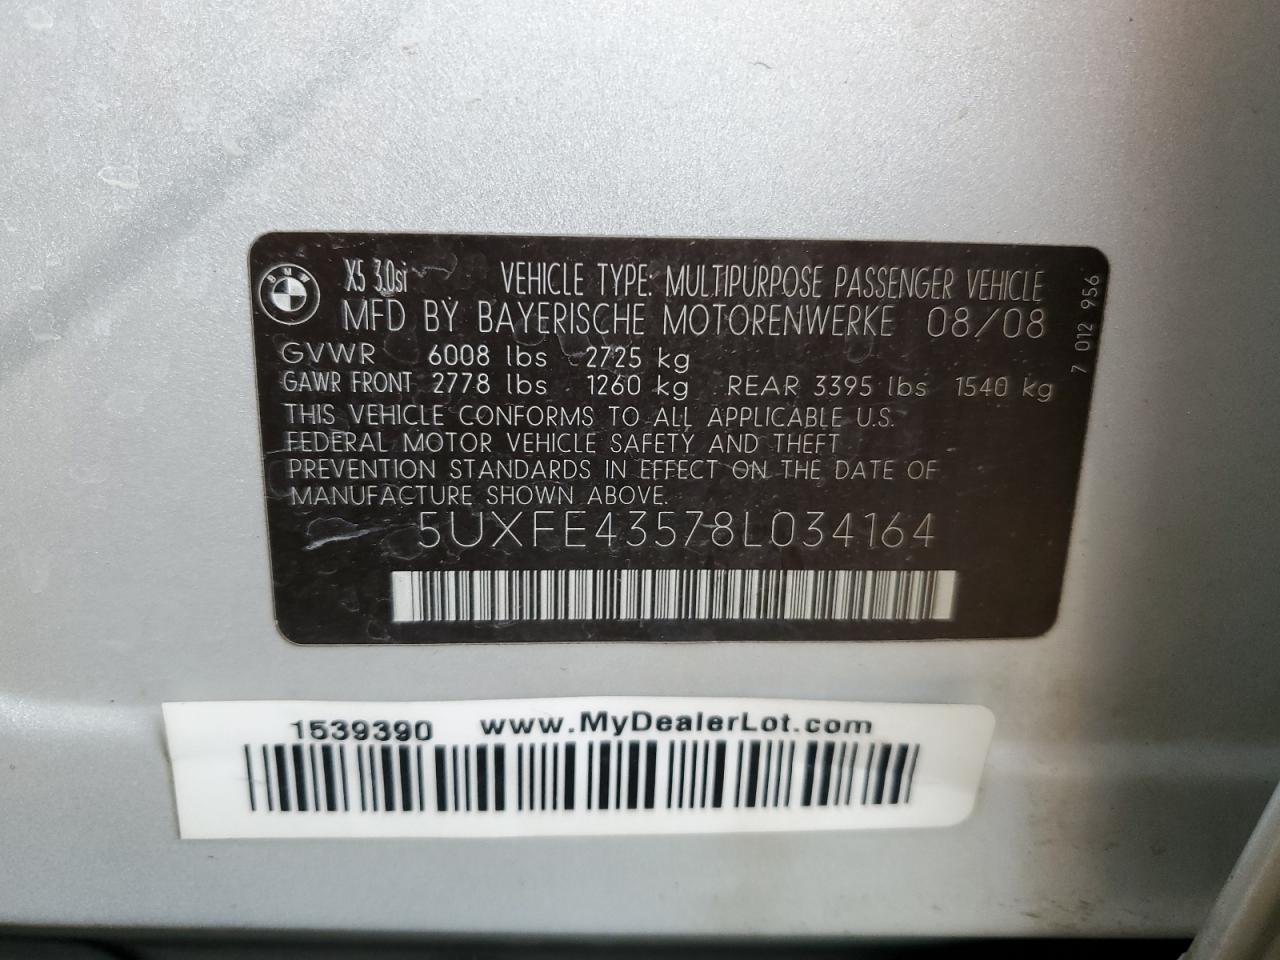 BMW
X5 3.0si VEHICLE TYPE: MULTIPURPOSE PASSENGER VEHICLE
MFD BY BAYERISCHE MOTORENWERKE 08/08
GVWR 6008 lbs 2725 kg
GAWR FRONT 2778 lbs 1260 kg REAR 3395 lbs 1540 kg
THIS VEHICLE CONFORMS TO ALL APPLICABLE U.S.
FEDERAL MOTOR VEHICLE SAFETY AND THEFT
PREVENTION STANDARDS IN EFFECT ON THE DATE OF
MANUFACTURE SHOWN ABOVE.
5UXFE43578L034164
7 012 956
1539390 www.MyDealerLot.com